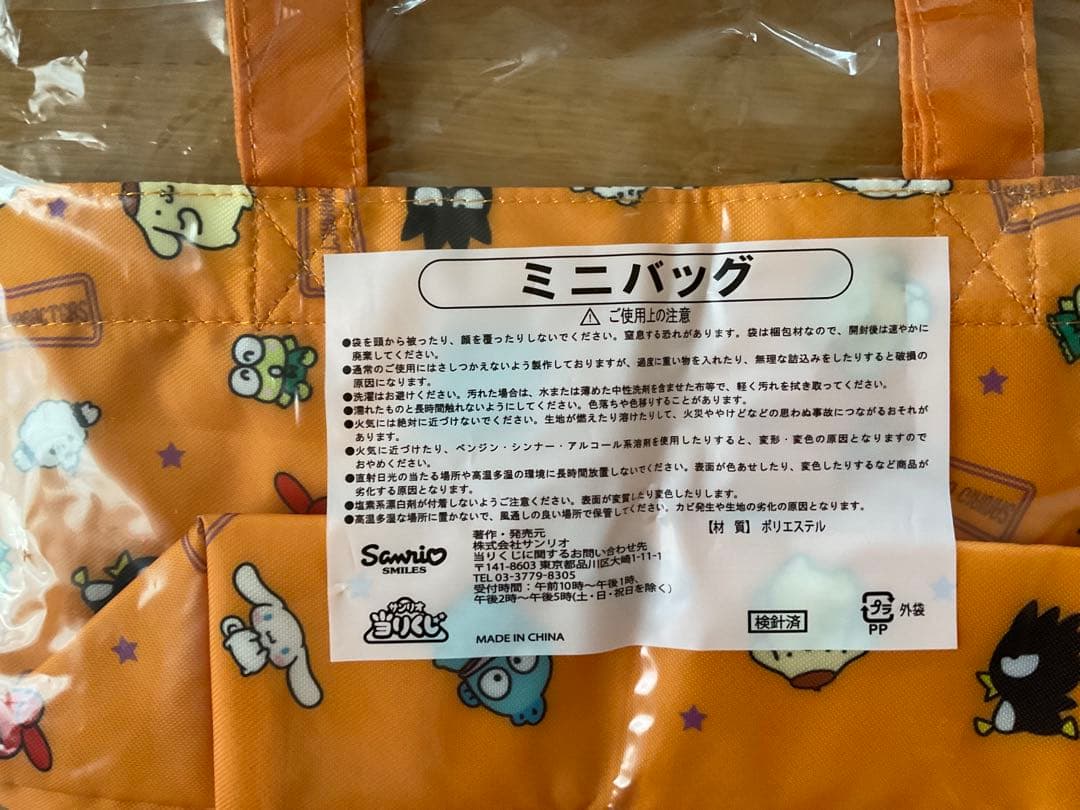 ミニバッグ
ご使用上の注意
●袋を頭から被ったり、顔を覆ったりしないでください。窒息する恐れがあります。袋は梱包材なので、開封後は速やかに
廃棄してください。
●通常のご使用にはさしつかえないよう製作しておりますが、過度に重い物を入れたり、無理な詰込みをしたりすると破損の
原因になります。
●洗濯はお避けください。汚れた場合は、水または薄めた中性洗剤を含ませた布等で、軽く汚れを拭き取ってください。
●濡れたものと長時間触れないようにしてください。色落ちや色移りすることがあります。
●火気には絶対に近づけないでください。生地が燃えたり溶けたりして、火災ややけどなどの思わぬ事故につながるおそれが
あります。
●火気に近づけたり、ベンジン・シンナー・アルコール系溶剤を使用したりすると、変形・変色の原因となりますので
おやめください。
●直射日光の当たる場所や高温多湿の環境に長時間放置しないでください。表面が色あせしたり、変色したりするなど商品が
劣化する原因となります。
●塩素系漂白剤が付着しないようご注意ください。表面が変質したり変色したりします。
●高温多湿な場所に置かないで、風通しの良い場所で保管してください。カビ発生や生地の劣化の原因となります。
【材 質】 ポリエステル
Sanrio
SMILES
著作・発売元
株式会社サンリオ
当りくじに関するお問い合わせ先
〒141-8603 東京都品川区大崎1-11-1
TEL 03-3779-8305
受付時間：午前10時～午後1時、
午後2時～午後5時(土・日・祝日を除く)
サンリオ
当りくじ
MADE IN CHINA
検針済
プラ
外袋
PP